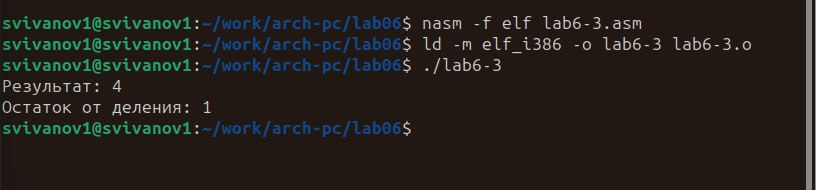 svivanov1@svivanov1:~/work/arch-pc/lab06$ nasm -f elf lab6-3.asm
svivanov1@svivanov1:~/work/arch-pc/lab06$ ld -m elf_i386 -o lab6-3 lab6-3.o
svivanov1@svivanov1:~/work/arch-pc/lab06$ ./lab6-3
Результат: 4
Остаток от деления: 1
svivanov1@svivanov1:~/work/arch-pc/lab06$